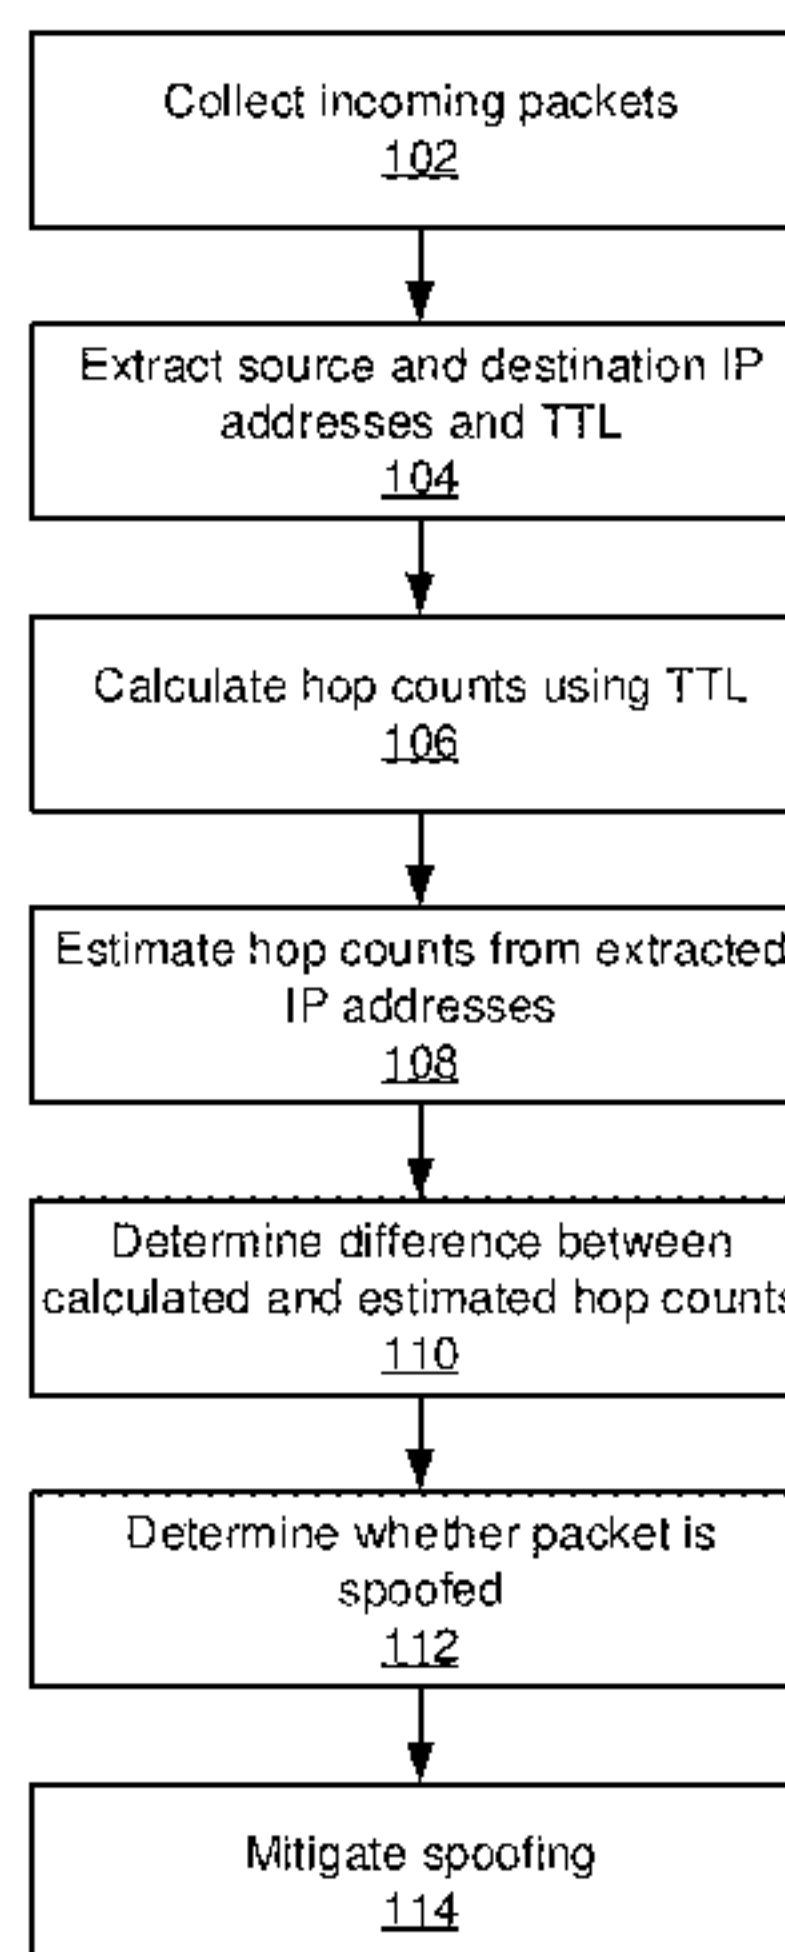 Collect incoming packets
102
Extract source and destination IP
addresses and TTL
104
Calculate hop counts using TTL
106
Estimate hop counts from extracted
IP addresses
108
Determine difference between
calculated and estimated hop counts
110
Determine whether packet is
spoofed
112
Mitigate spoofing
114